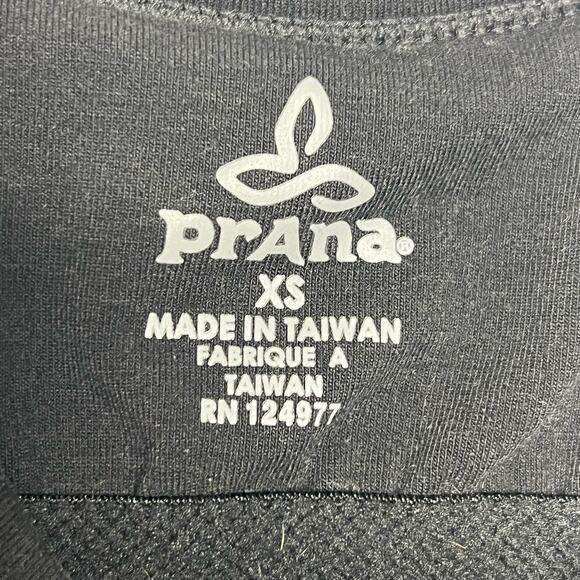 prAna®
XS
MADE IN TAIWAN
FABRIQUE A
TAIWAN
RN 124977